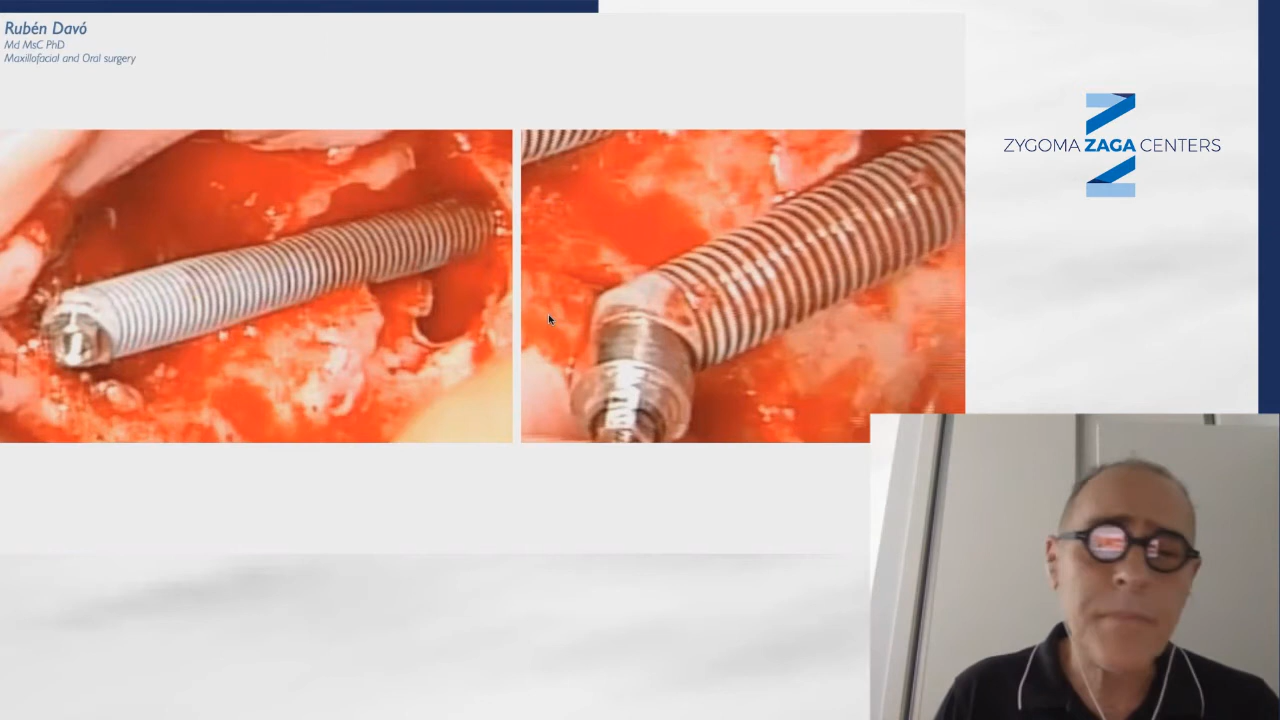 Rubén Davó
Md MsC PhD
Maxillofacial and Oral surgery
ZYGOMA ZAGA CENTERS